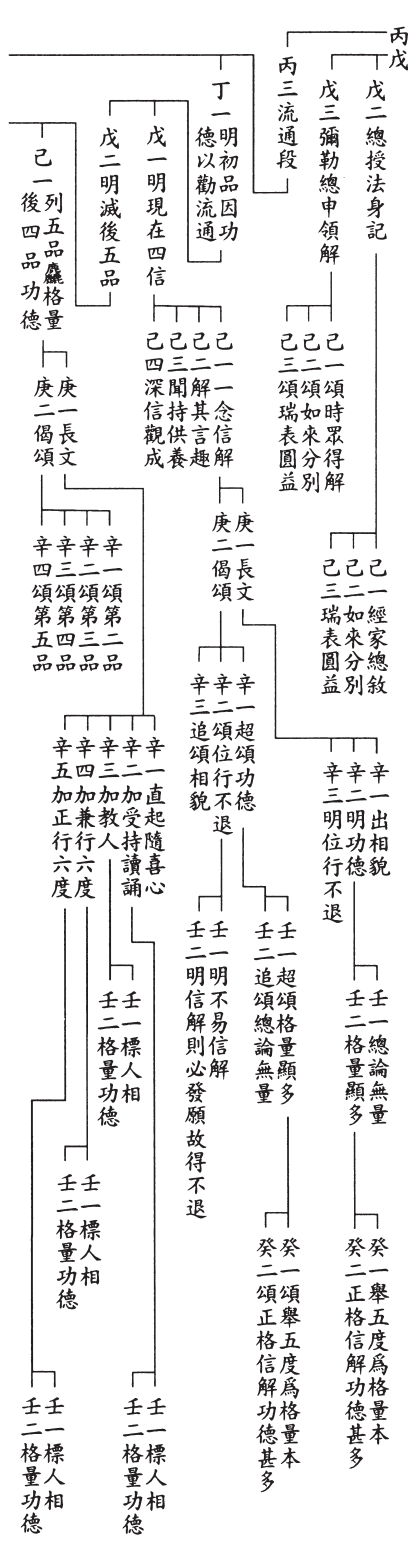 丙
戊
戊二總授法身記
己一經家總敘
己二如來分別
己三瑞表圓益
戊三彌勒總申領解
己一頌時眾得解
己二頌如來分別
己三頌瑞表圓益
丙三流通段
丁一明初品因功德以勸流通
戊一明現在四信
己一一念信解
庚一長文
辛一出相貌
辛二明功德
壬一總論無量
壬二格量顯多
癸一舉五度爲格量本
癸二正格信解功德甚多
辛三明位行不退
庚二偈頌
辛一超頌功德
壬一超頌格量顯多
癸一頌舉五度爲格量本
癸二頌正格信解功德甚多
壬二追頌總論無量
辛二頌位行不退
壬一明不易信解
壬二明信解則必發願故得不退
辛三追頌相貌
己二解其言趣
己三聞持供養
己四深信觀成
戊二明滅後五品
己一列五品麤格量後四品功德
庚一長文
辛一直起隨喜心
辛二加受持讀誦
壬一標人相
壬二格量功德
辛三加教人
壬一標人相
壬二格量功德
辛四加兼行六度
壬一標人相
壬二格量功德
辛五加正行六度
壬一標人相
壬二格量功德
庚二偈頌
辛一頌第二品
辛二頌第三品
辛三頌第四品
辛四頌第五品